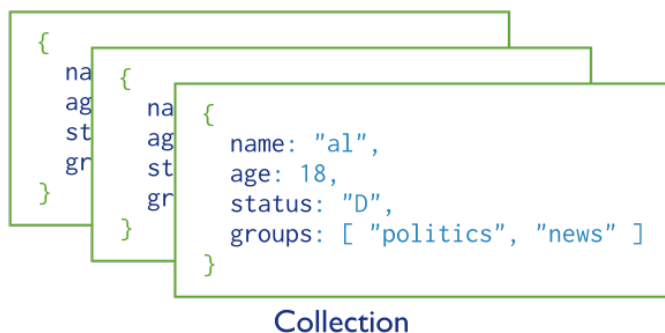 {
na
ag
st
gr
}
{
na
ag
st
gr
}
{
name: "al",
age: 18,
status: "D",
groups: [ "politics", "news" ]
}
Collection